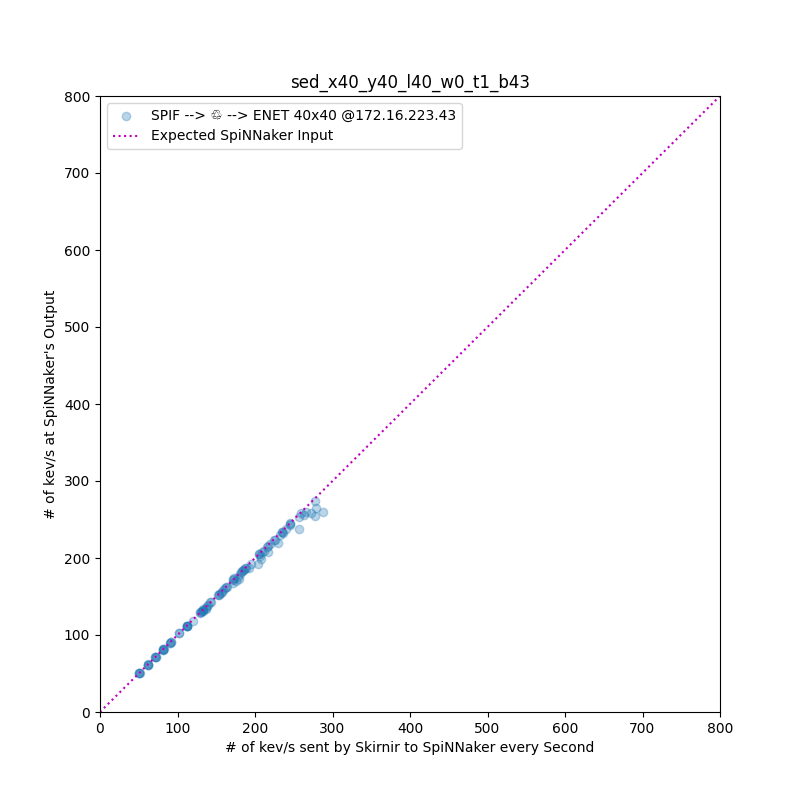 sed_x40_y40_l40_w0_t1_b43
SPIF --> ♲ --> ENET 40x40 @172.16.223.43
Expected SpiNNaker Input
# of kev/s at SpiNNaker's Output
800
700
600
500
400
300
200
100
0
0 100 200 300 400 500 600 700 800
# of kev/s sent by Skirnir to SpiNNaker every Second